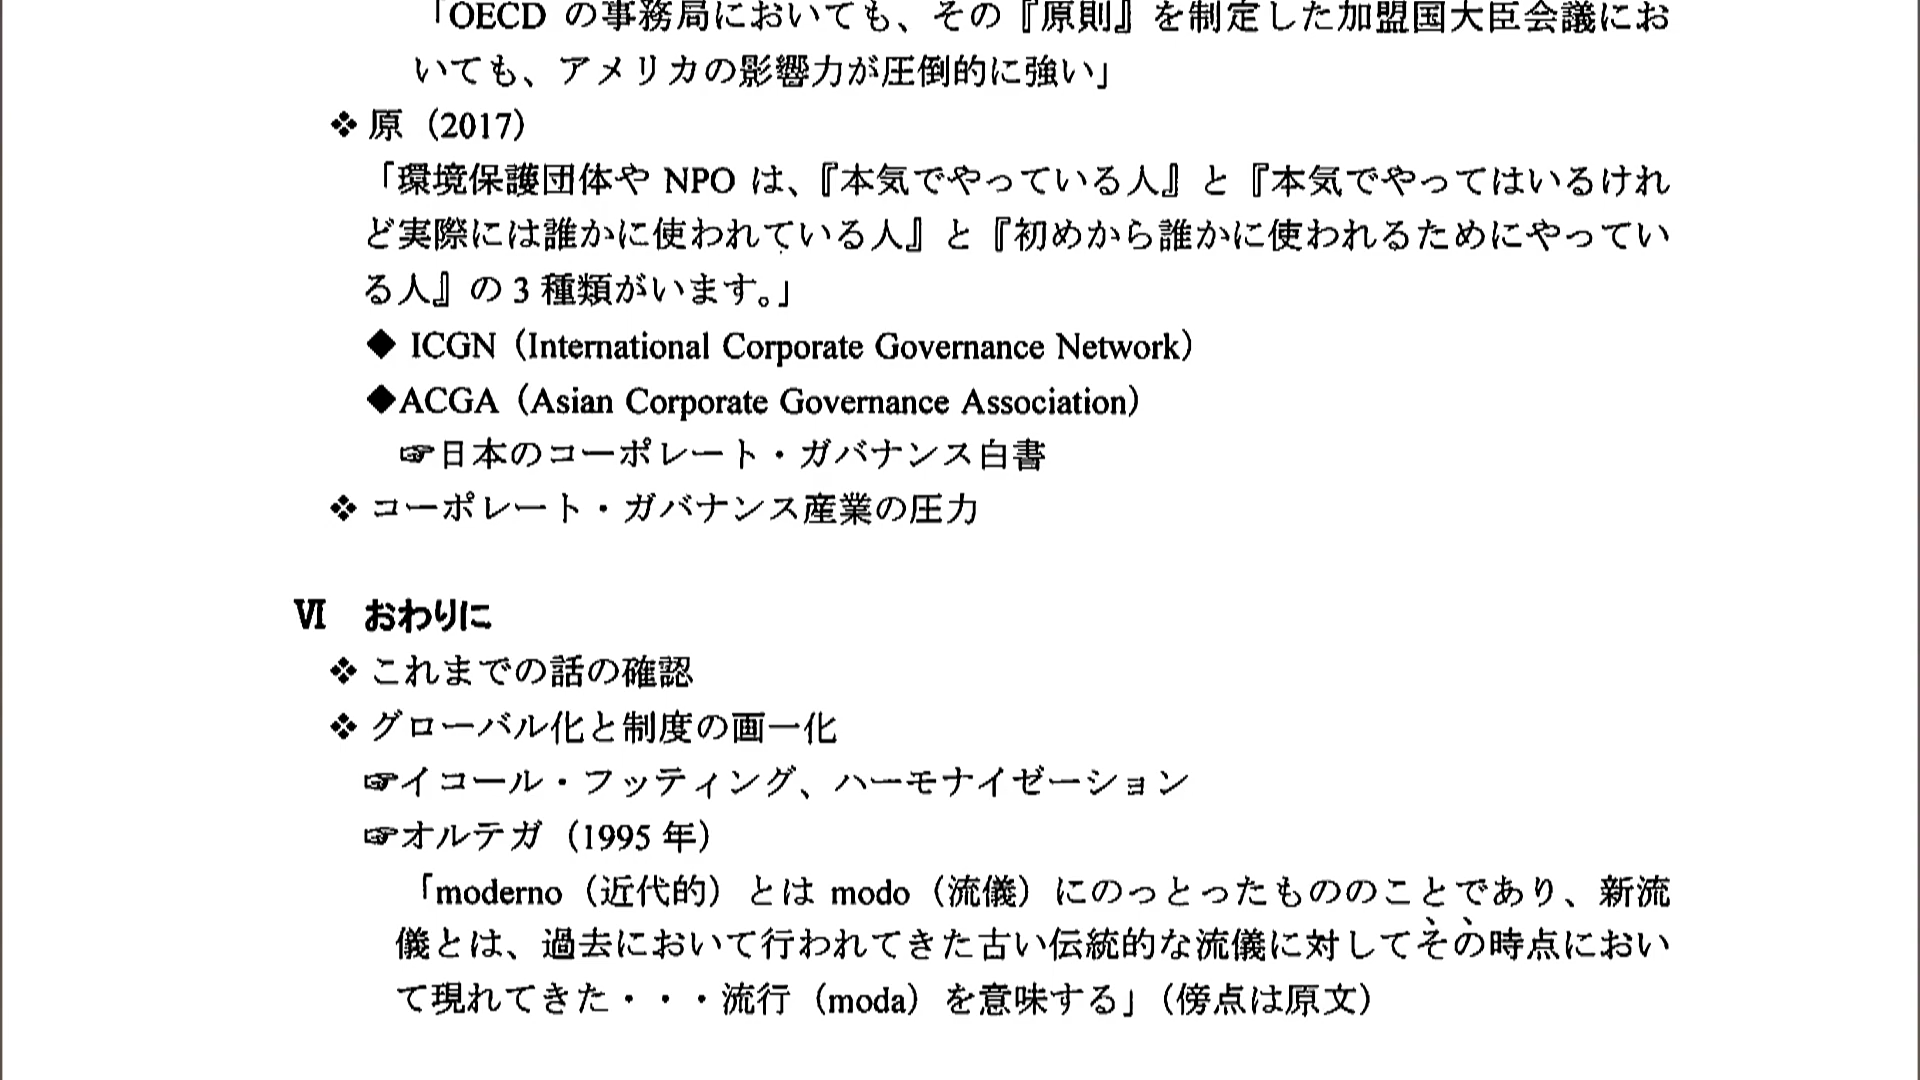 「OECD の事務局においても、その『原則』を制定した加盟国大臣会議にお
いても、アメリカの影響力が圧倒的に強い」
❖ 原（2017）
「環境保護団体や NPO は、『本気でやっている人』と『本気でやってはいるけれ
ど実際には誰かに使われている人』と『初めから誰かに使われるためにやってい
る人』の 3 種類がいます。」
◆ ICGN（International Corporate Governance Network）
◆ACGA（Asian Corporate Governance Association）
☞日本のコーポレート・ガバナンス白書
❖ コーポレート・ガバナンス産業の圧力
Ⅵ　おわりに
❖ これまでの話の確認
❖ グローバル化と制度の画一化
☞イコール・フッティング、ハーモナイゼーション
☞オルテガ（1995 年）
「moderno（近代的）とは modo（流儀）にのっとったもののことであり、新流
儀とは、過去において行われてきた古い伝統的な流儀に対してその時点におい
て現れてきた・・・流行（moda）を意味する」（傍点は原文）